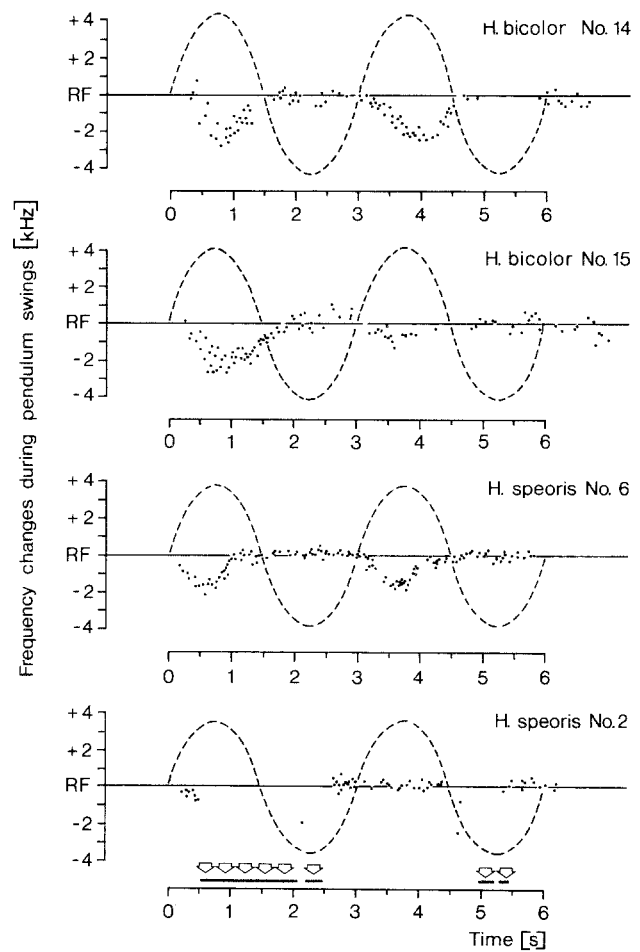 H. bicolor No. 14
+4
+2
RF
-2
-4
0 1 2 3 4 5 6
H. bicolor No. 15
+4
+2
RF
-2
-4
0 1 2 3 4 5 6
H. speoris No. 6
+4
+2
RF
-2
-4
0 1 2 3 4 5 6
H. speoris No. 2
+4
+2
RF
-2
-4
0 1 2 3 4 5 6
Time [s]
Frequency changes during pendulum swings [kHz]